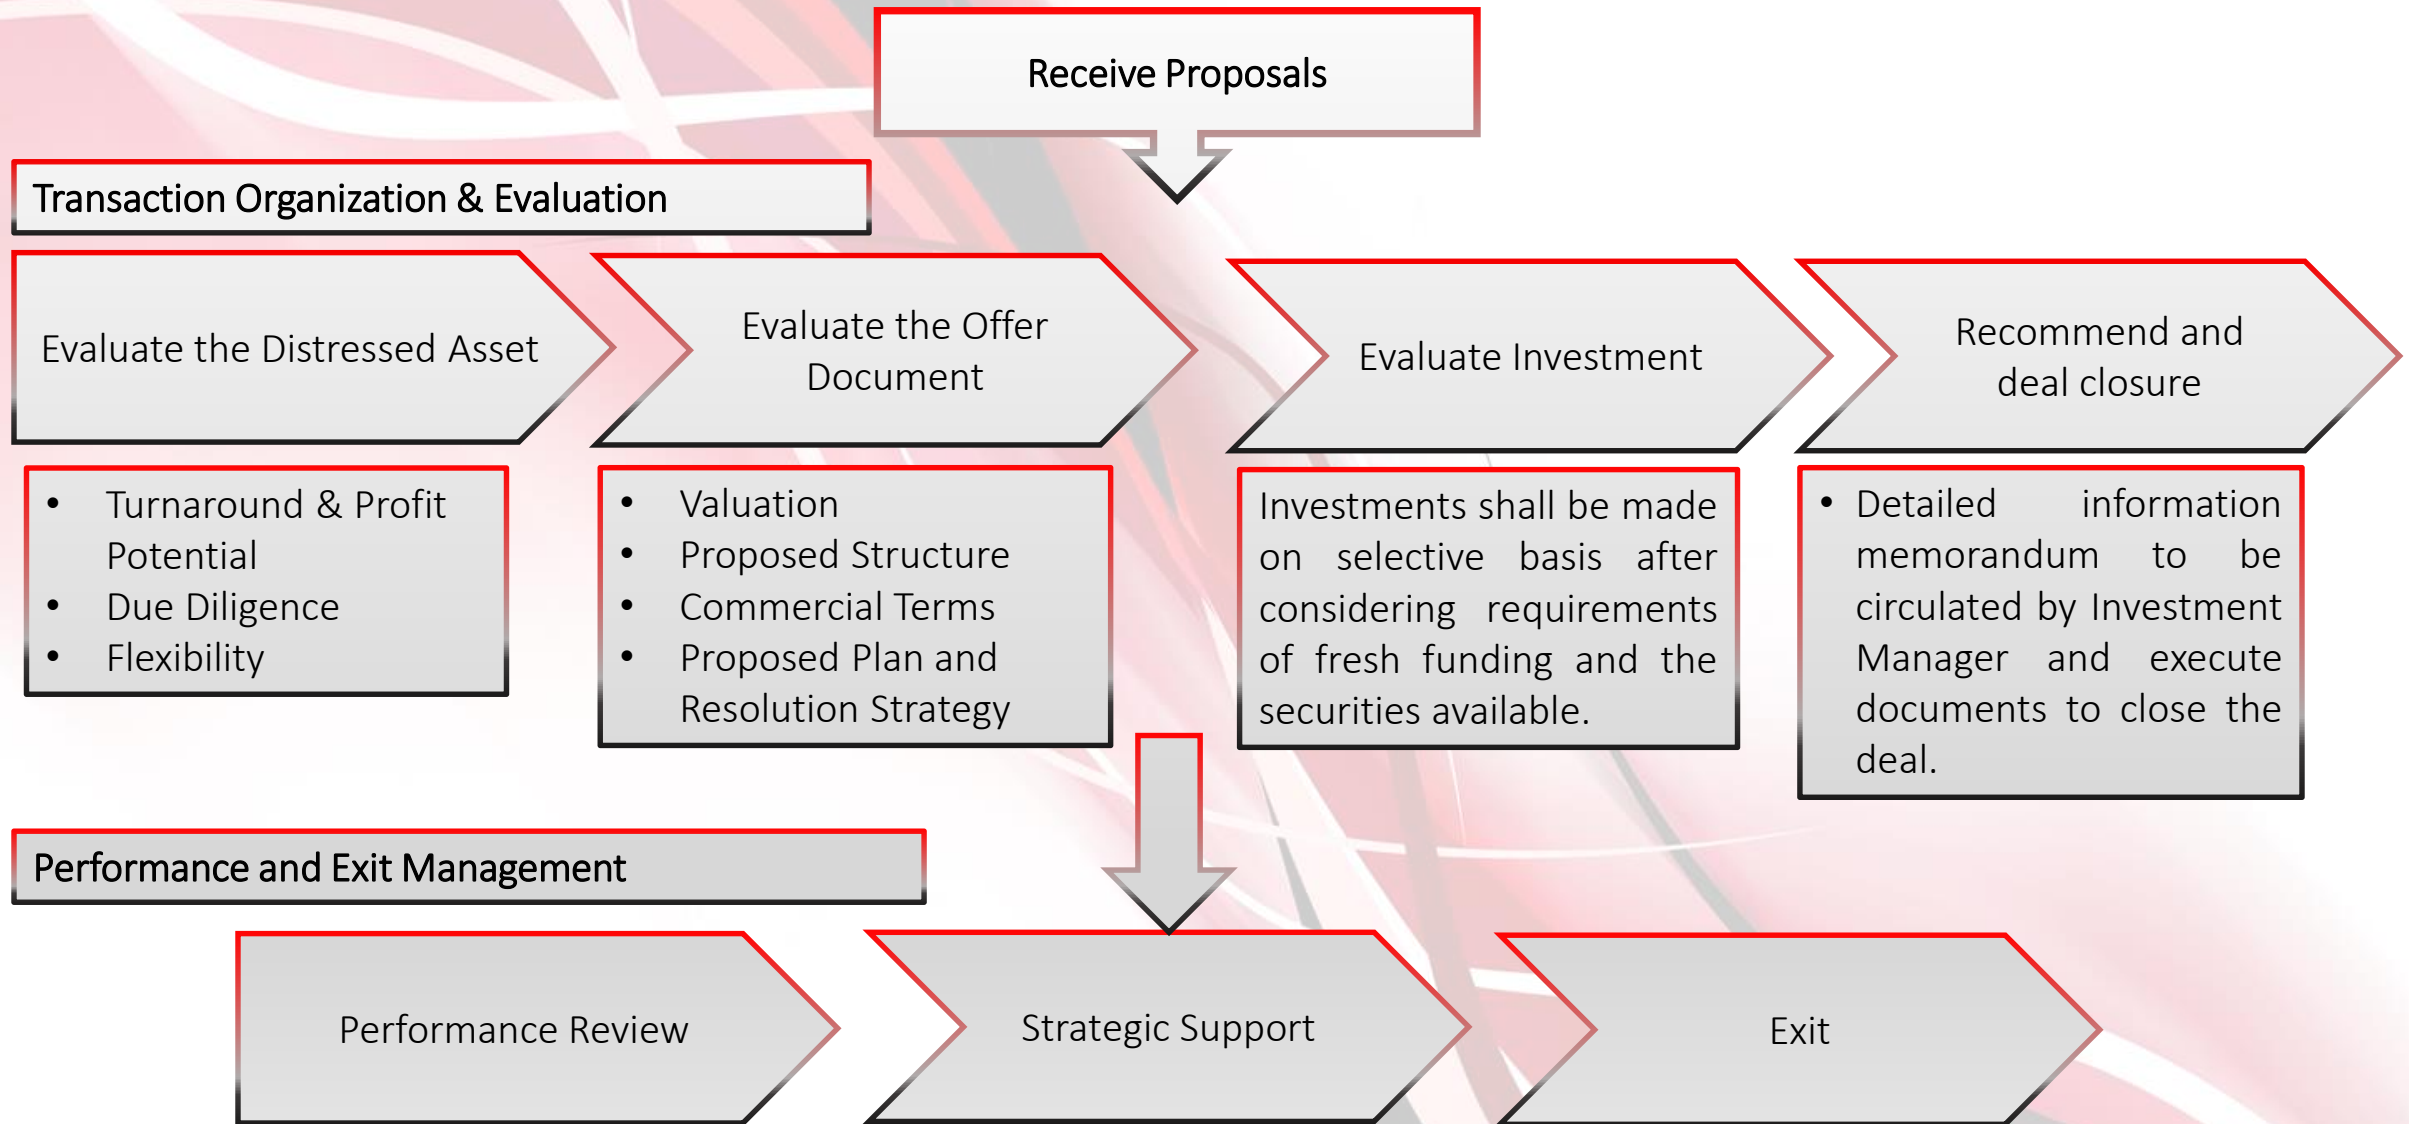 Receive Proposals
Transaction Organization & Evaluation
Evaluate the Distressed Asset
Evaluate the Offer
Document
Evaluate Investment
Recommend and
deal closure
• Turnaround & Profit
Potential
• Due Diligence
• Flexibility
• Valuation
• Proposed Structure
• Commercial Terms
• Proposed Plan and
Resolution Strategy
Investments shall be made
on selective basis after
considering requirements
of fresh funding and the
securities available.
• Detailed information
memorandum to be
circulated by Investment
Manager and execute
documents to close the
deal.
Performance and Exit Management
Performance Review
Strategic Support
Exit